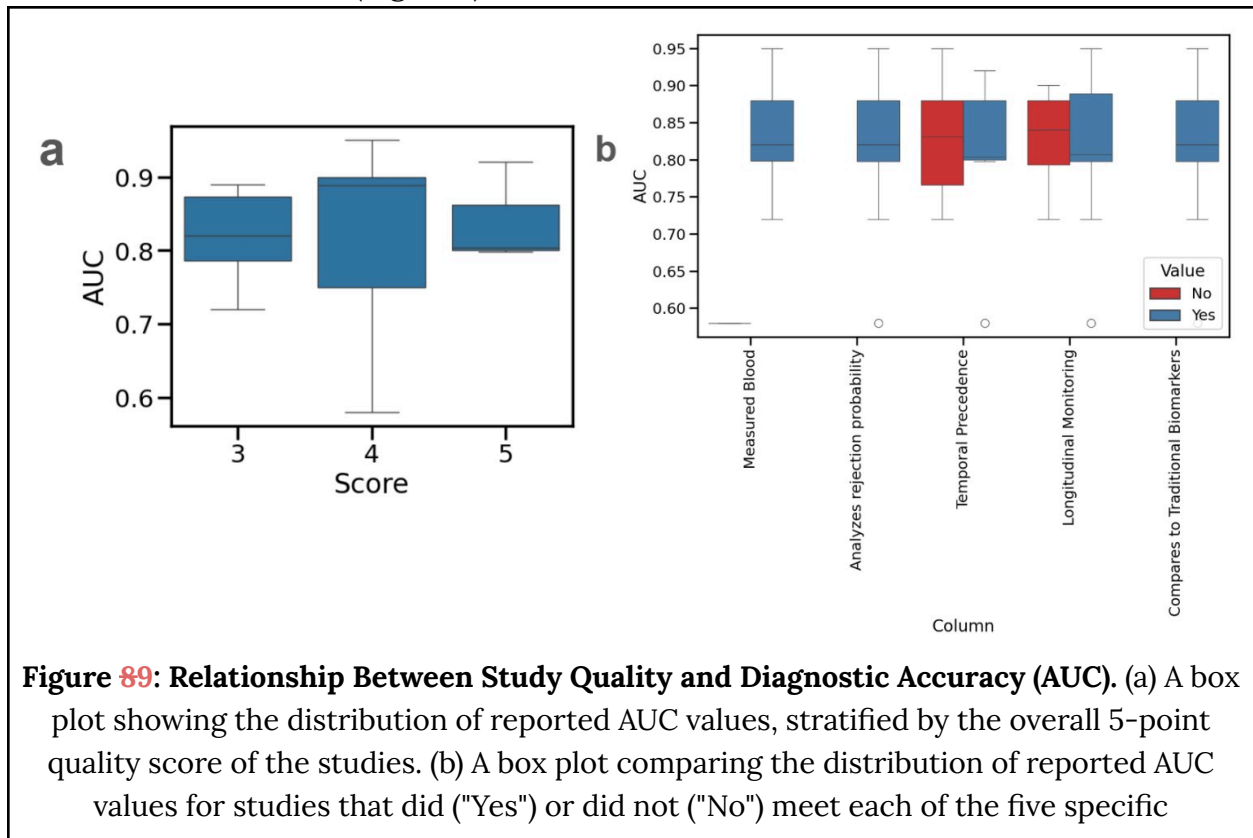 a
0.9
0.8
0.7
0.6
AUC
3
4
5
Score
b
0.95
0.90
0.85
0.80
0.75
0.70
0.65
0.60
AUC
Value
No
Yes
Measured Blood
Analyzes rejection probability
Temporal Precedence
Longitudinal Monitoring
Compares to Traditional Biomarkers
Column
Figure 89: Relationship Between Study Quality and Diagnostic Accuracy (AUC). (a) A box
plot showing the distribution of reported AUC values, stratified by the overall 5-point
quality score of the studies. (b) A box plot comparing the distribution of reported AUC
values for studies that did ("Yes") or did not ("No") meet each of the five specific